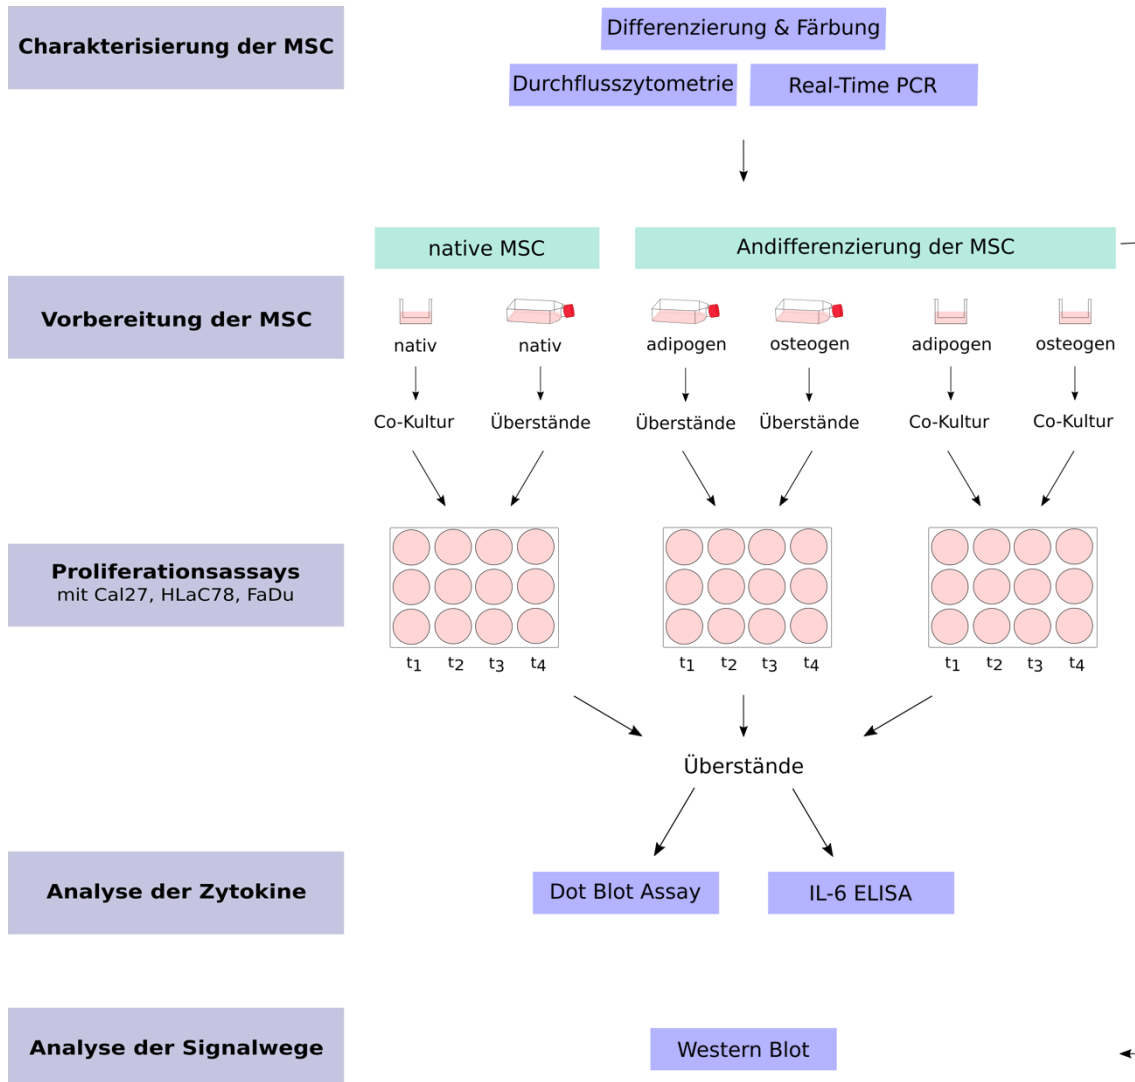 Charakterisierung der MSC
Differenzierung & Färbung
Durchflusszytometrie
Real-Time PCR
native MSC
Andifferenzierung der MSC
Vorbereitung der MSC
nativ
nativ
adipogen
osteogen
adipogen
osteogen
Co-Kultur
Überstände
Überstände
Überstände
Co-Kultur
Co-Kultur
Proliferationsassays
mit Cal27, HLaC78, FaDu
t1 t2 t3 t4
t1 t2 t3 t4
t1 t2 t3 t4
Überstände
Analyse der Zytokine
Dot Blot Assay
IL-6 ELISA
Analyse der Signalwege
Western Blot